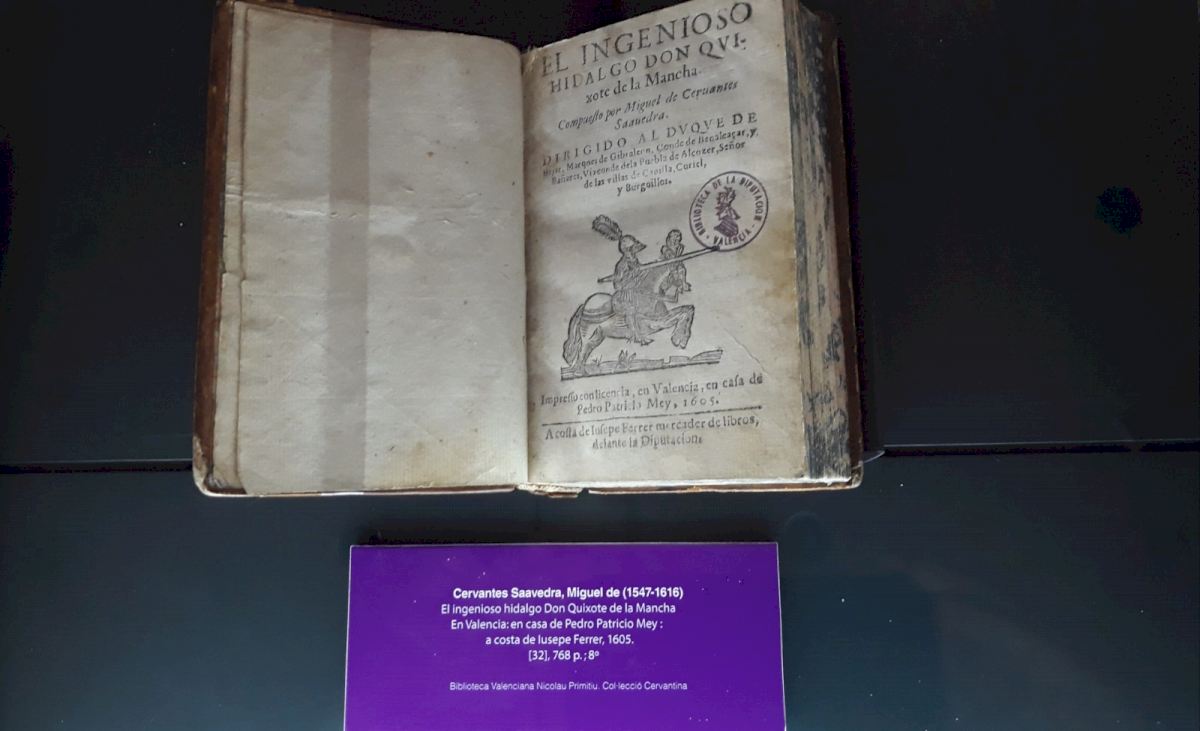 EL INGENIOSO
HIDALGO DON QVI-
xote de la Mancha.
Compuesto por Miguel de Ceruantes
Saauedra.
DIRIGIDO AL DVQVE DE
Bejar, Marques de Gibraleon, Conde de Benalcaçar, y
Bañares, Vizconde de la Puebla de Alcozer, Señor
de las villas de Capilla, Curiel,
y Burguillos.
BIBLIOTECA DE LA DIPUTACION
· VALENCIA ·
Impresso con licencia, en Valencia, en casa de
Pedro Patricio Mey, 1605.
A costa de Iusepe Ferrer mercader de libros,
delante la Diputacion.
Cervantes Saavedra, Miguel de (1547-1616)
El ingenioso hidalgo Don Quixote de la Mancha
En Valencia: en casa de Pedro Patricio Mey :
a costa de Iusepe Ferrer, 1605.
[32], 768 p. ; 8º
Biblioteca Valenciana Nicolau Primitiu. Col·lecció Cervantina